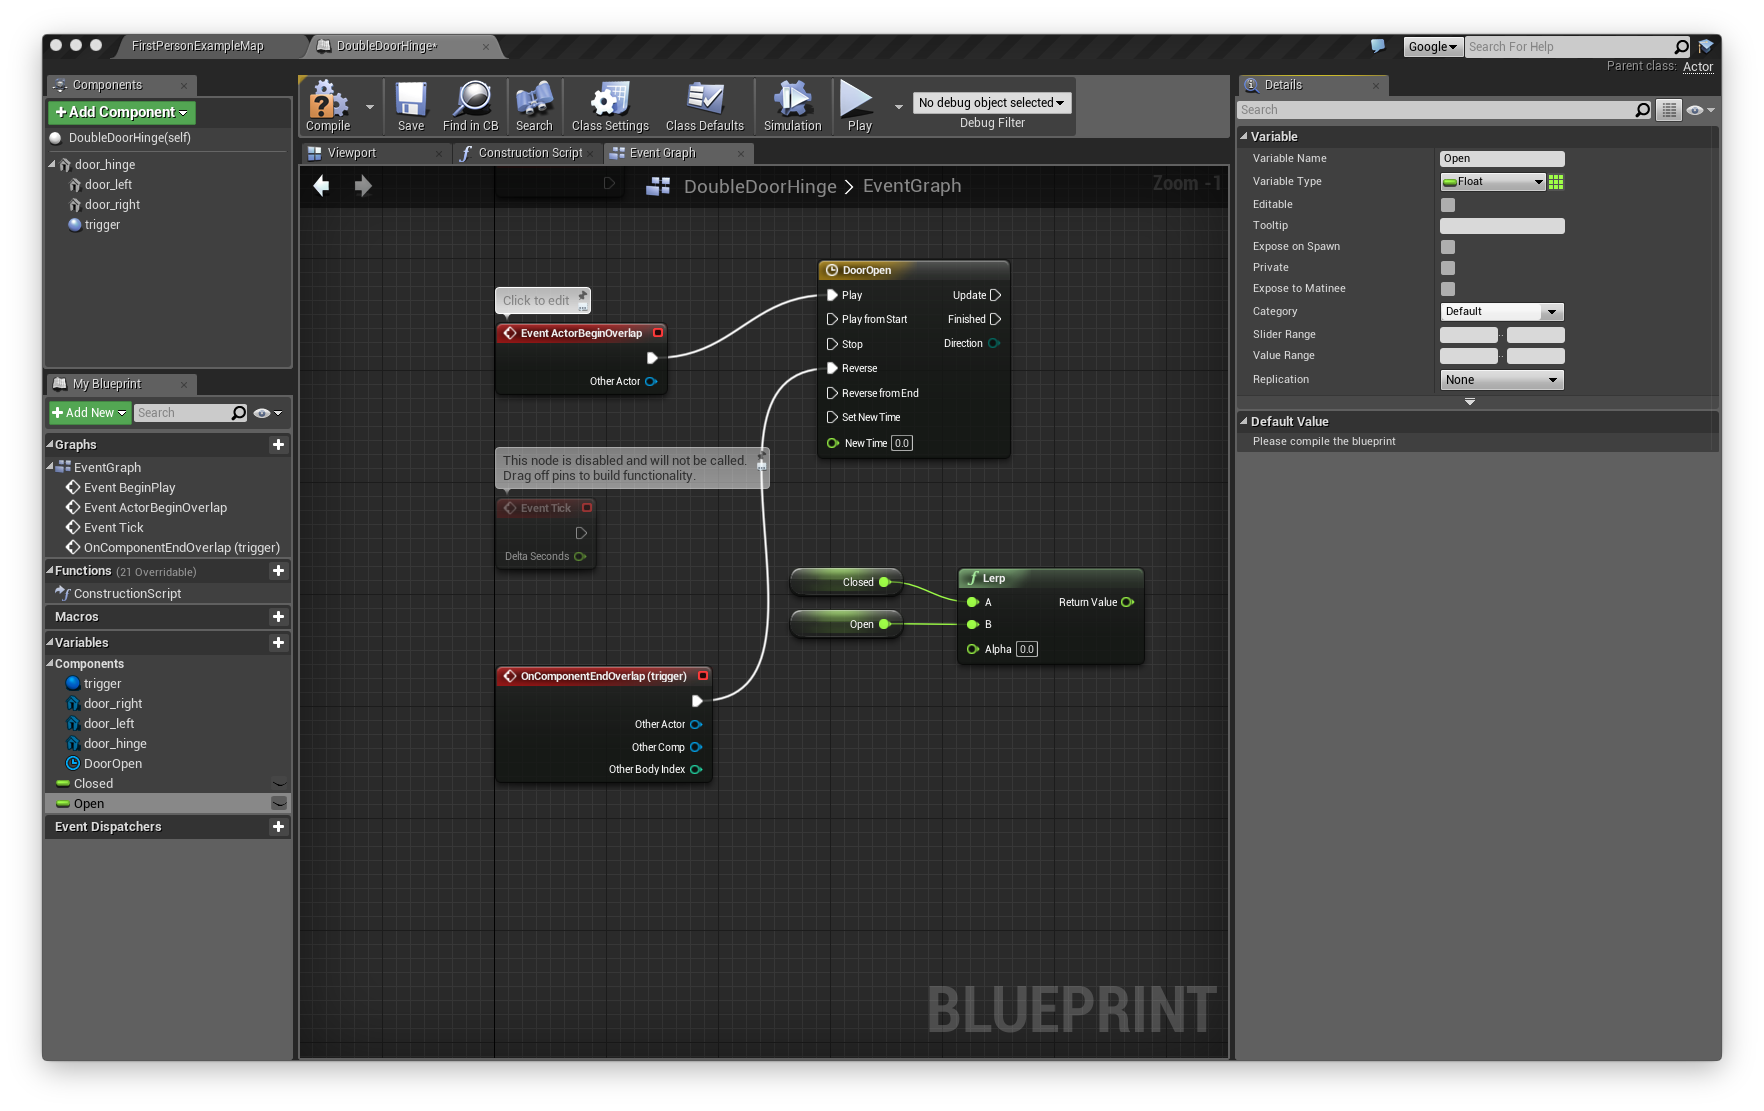 FirstPersonExampleMap
DoubleDoorHinge*
Google
Search For Help
Parent class: Actor
Components
+Add Component
DoubleDoorHinge(self)
door_hinge
door_left
door_right
trigger
My Blueprint
+Add New
Search
Graphs
EventGraph
Event BeginPlay
Event ActorBeginOverlap
Event Tick
OnComponentEndOverlap (trigger)
Functions (21 Overridable)
ConstructionScript
Macros
Variables
Components
trigger
door_right
door_left
door_hinge
DoorOpen
Closed
Open
Event Dispatchers
Compile
Save
Find in CB
Search
Class Settings
Class Defaults
Simulation
Play
No debug object selected
Debug Filter
Viewport
Construction Script
Event Graph
DoubleDoorHinge > EventGraph
Zoom -1
Click to edit
Event ActorBeginOverlap
Other Actor
DoorOpen
Play
Update
Play from Start
Finished
Stop
Direction
Reverse
Reverse from End
Set New Time
New Time 0.0
This node is disabled and will not be called.
Drag off pins to build functionality.
Event Tick
Delta Seconds
Closed
Open
Lerp
A
Return Value
B
Alpha 0.0
OnComponentEndOverlap (trigger)
Other Actor
Other Comp
Other Body Index
BLUEPRINT
Details
Search
Variable
Variable Name
Open
Variable Type
Float
Editable
Tooltip
Expose on Spawn
Private
Expose to Matinee
Category
Default
Slider Range
Value Range
Replication
None
Default Value
Please compile the blueprint